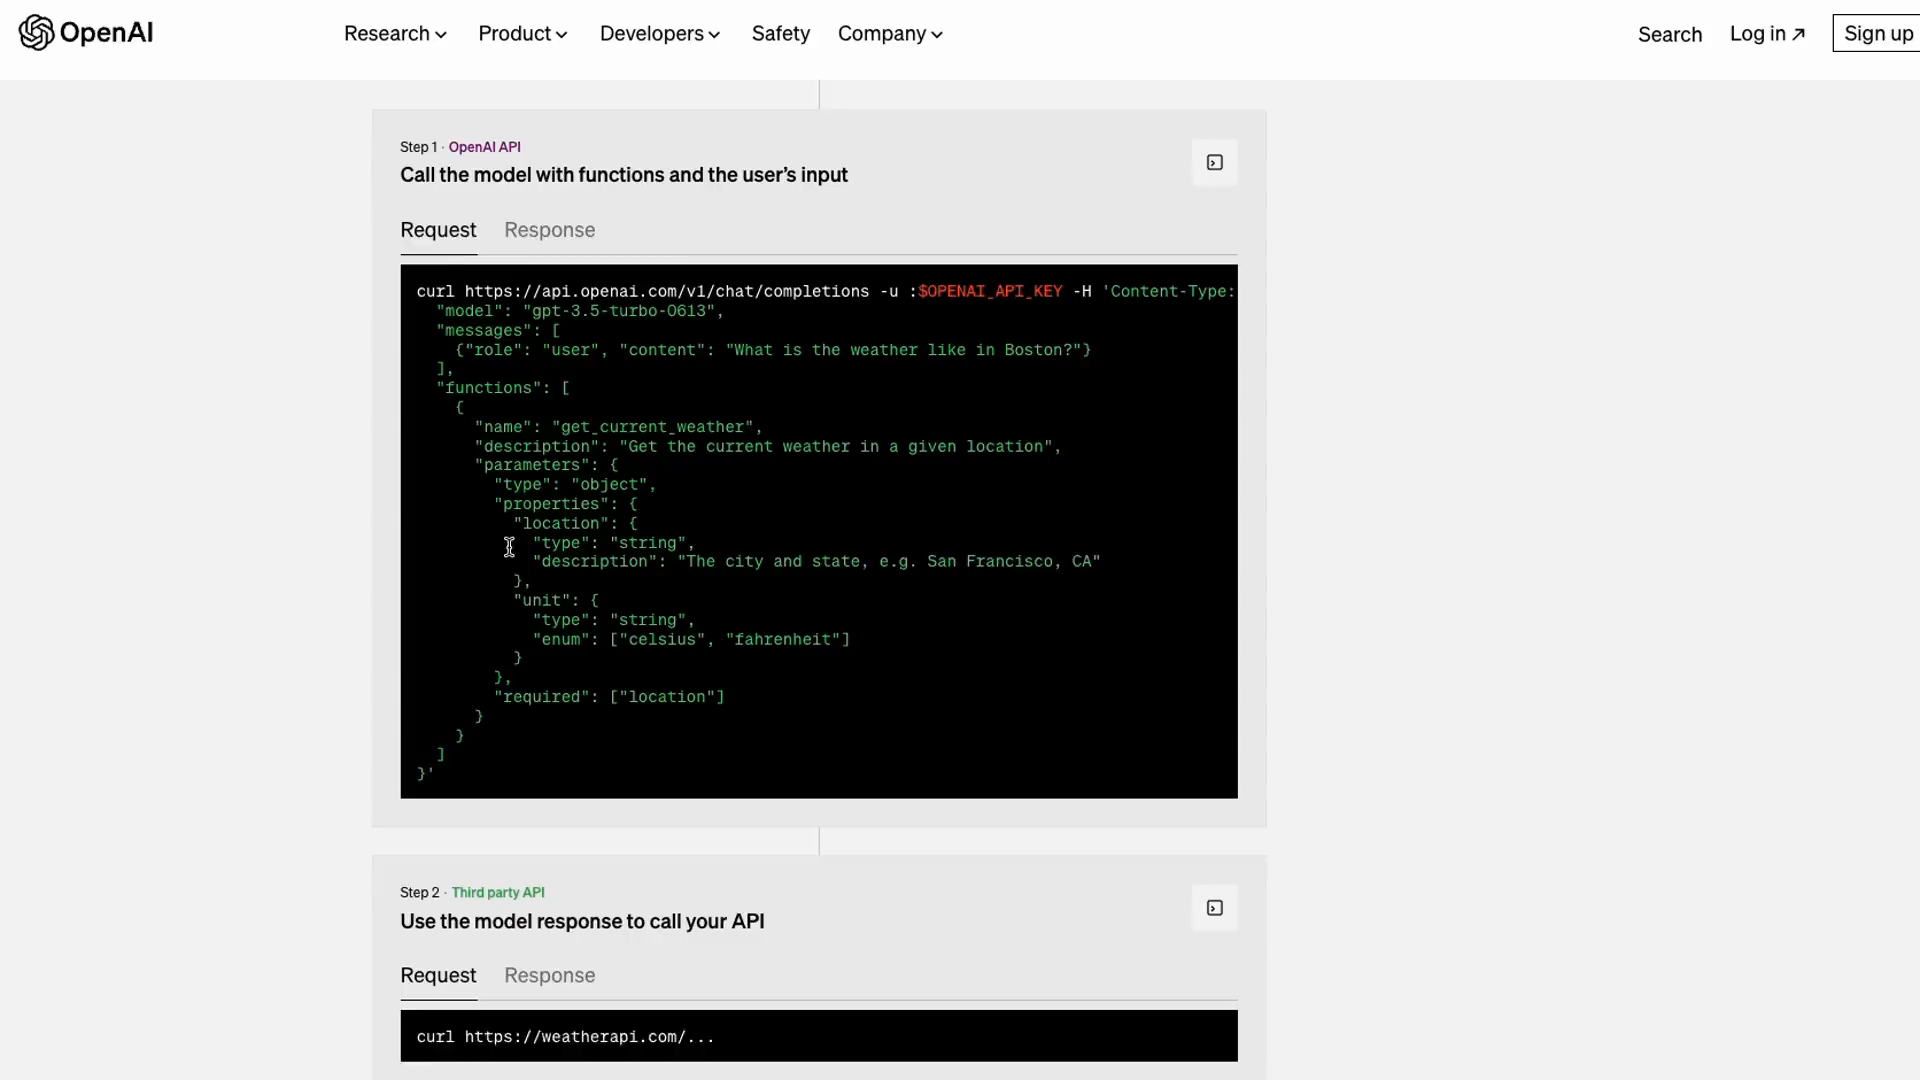 OpenAI
Research Product Developers Safety Company Search Log in ↗ Sign up
Step 1 · OpenAI API
Call the model with functions and the user’s input
Request Response
curl https://api.openai.com/v1/chat/completions -u :$OPENAI_API_KEY -H 'Content-Type:
  "model": "gpt-3.5-turbo-0613",
  "messages": [
    {"role": "user", "content": "What is the weather like in Boston?"}
  ],
  "functions": [
    {
      "name": "get_current_weather",
      "description": "Get the current weather in a given location",
      "parameters": {
        "type": "object",
        "properties": {
          "location": {
            "type": "string",
            "description": "The city and state, e.g. San Francisco, CA"
          },
          "unit": {
            "type": "string",
            "enum": ["celsius", "fahrenheit"]
          }
        },
        "required": ["location"]
      }
    }
  ]
}'
Step 2 · Third party API
Use the model response to call your API
Request Response
curl https://weatherapi.com/...